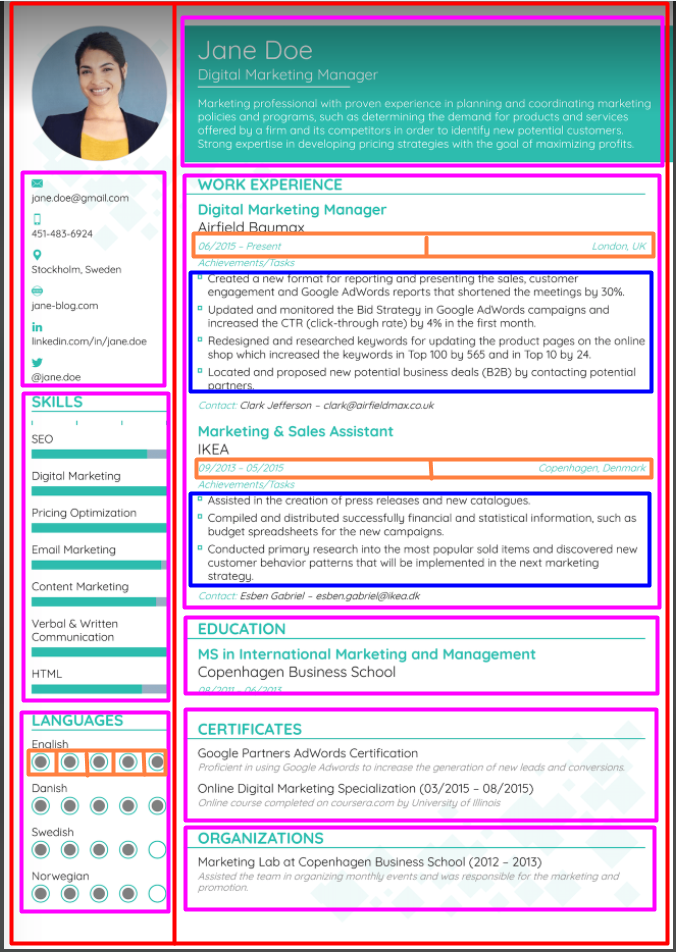 jane.doe@gmail.com
451-483-6924
Stockholm, Sweden
jane-blog.com
linkedin.com/in/jane.doe
@jane.doe
SKILLS
SEO
Digital Marketing
Pricing Optimization
Email Marketing
Content Marketing
Verbal & Written
Communication
HTML
LANGUAGES
English
Danish
Swedish
Norwegian
Jane Doe
Digital Marketing Manager
Marketing professional with proven experience in planning and coordinating marketing
policies and programs, such as determining the demand for products and services
offered by a firm and its competitors in order to identify new potential customers.
Strong expertise in developing pricing strategies with the goal of maximizing profits.
WORK EXPERIENCE
Digital Marketing Manager
Airfield Baumax
06/2015 – Present London, UK
Achievements/Tasks
Created a new format for reporting and presenting the sales, customer
engagement and Google AdWords reports that shortened the meetings by 30%.
Updated and monitored the Bid Strategy in Google AdWords campaigns and
increased the CTR (click-through rate) by 4% in the first month.
Redesigned and researched keywords for updating the product pages on the online
shop which increased the keywords in Top 100 by 565 and in Top 10 by 24.
Located and proposed new potential business deals (B2B) by contacting potential
partners.
Contact: Clark Jefferson – clark@airfieldmax.co.uk
Marketing & Sales Assistant
IKEA
09/2013 – 05/2015 Copenhagen, Denmark
Achievements/Tasks
Assisted in the creation of press releases and new catalogues.
Compiled and distributed successfully financial and statistical information, such as
budget spreadsheets for the new campaigns.
Conducted primary research into the most popular sold items and discovered new
customer behavior patterns that will be implemented in the next marketing
strategy.
Contact: Esben Gabriel – esben.gabriel@ikea.dk
EDUCATION
MS in International Marketing and Management
Copenhagen Business School
08/2011 – 06/2013
CERTIFICATES
Google Partners AdWords Certification
Proficient in using Google Adwords to increase the generation of new leads and conversions.
Online Digital Marketing Specialization (03/2015 – 08/2015)
Online course completed on coursera.com by University of Illinois
ORGANIZATIONS
Marketing Lab at Copenhagen Business School (2012 – 2013)
Assisted the team in organizing monthly events and was responsible for the marketing and
promotion.